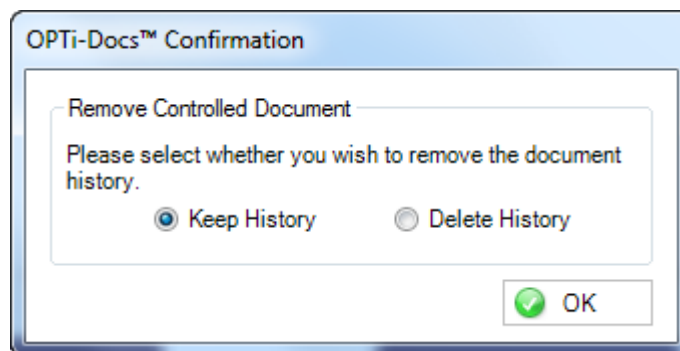 OPTi-Docs™ Confirmation
Remove Controlled Document
Please select whether you wish to remove the document
history.
Keep History Delete History
OK